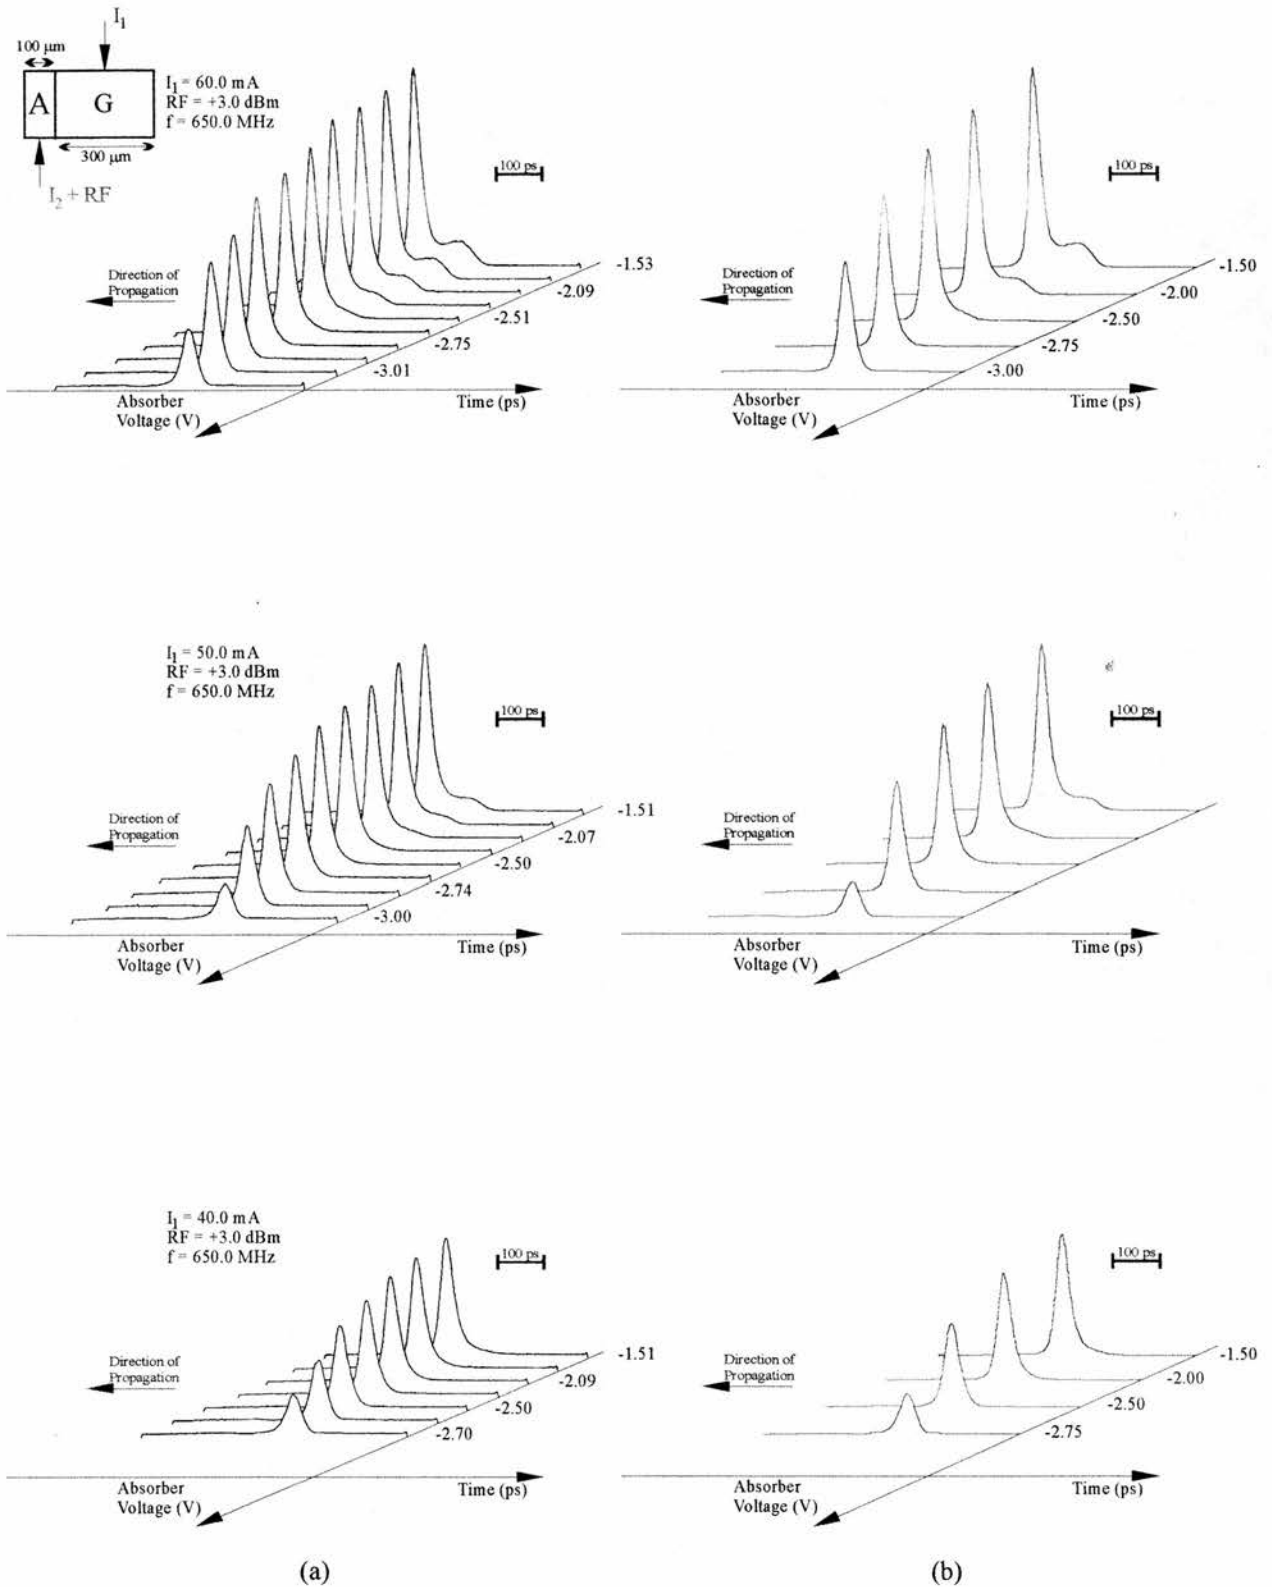 I1
100 µm
A
G
I1 = 60.0 mA
RF = +3.0 dBm
f = 650.0 MHz
300 µm
I2 + RF
100 ps
Direction of
Propagation
-1.53
-2.09
-2.51
-2.75
-3.01
Absorber
Voltage (V)
Time (ps)
100 ps
-1.50
-2.00
-2.50
-2.75
-3.00
Absorber
Voltage (V)
Time (ps)
I1 = 50.0 mA
RF = +3.0 dBm
f = 650.0 MHz
100 ps
Direction of
Propagation
-1.51
-2.07
-2.50
-2.74
-3.00
Absorber
Voltage (V)
Time (ps)
100 ps
Direction of
Propagation
Absorber
Voltage (V)
Time (ps)
I1 = 40.0 mA
RF = +3.0 dBm
f = 650.0 MHz
100 ps
Direction of
Propagation
-1.51
-2.09
-2.50
-2.70
Absorber
Voltage (V)
Time (ps)
100 ps
Direction of
Propagation
-1.50
-2.00
-2.50
-2.75
Absorber
Voltage (V)
Time (ps)
(a)
(b)